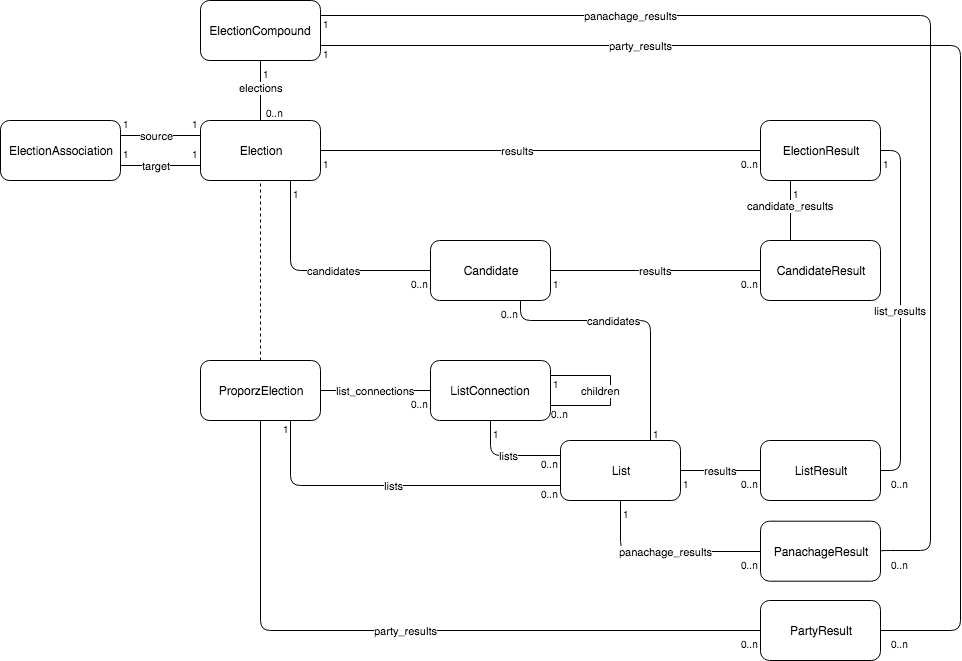 panachage_results
ElectionCompound
1
party_results
1
1
elections
0..n
1
1
source
ElectionAssociation
Election
results
ElectionResult
1
1
target
1
0..n
1
1
1
candidate_results
candidates
Candidate
results
CandidateResult
0..n
1
0..n
0..n
candidates
list_results
ProporzElection
list_connections
ListConnection
1
children
0..n
0..n
1
1
1
lists
0..n
List
results
ListResult
lists
0..n
1
0..n
0..n
1
panachage_results
PanachageResult
0..n
0..n
party_results
PartyResult
0..n
0..n